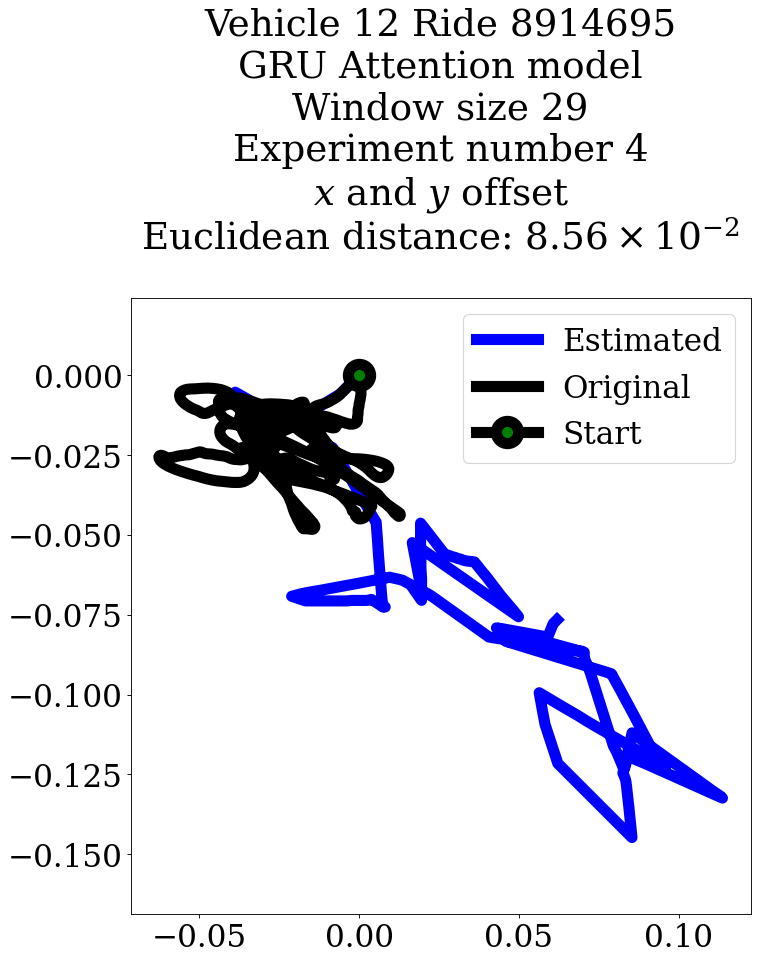 Vehicle 12 Ride 8914695
GRU Attention model
Window size 29
Experiment number 4
x and y offset
Euclidean distance: 8.56 × 10⁻²
Estimated
Original
Start
0.000
−0.025
−0.050
−0.075
−0.100
−0.125
−0.150
−0.05 0.00 0.05 0.10